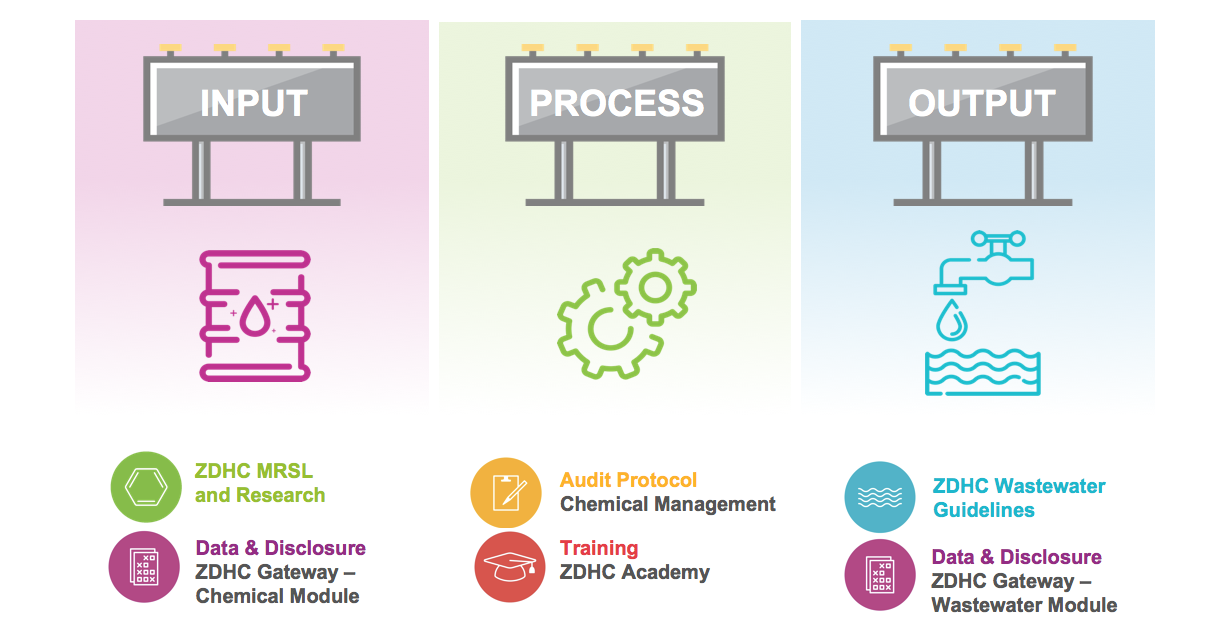 INPUT
PROCESS
OUTPUT
ZDHC MRSL
and Research
Data & Disclosure
ZDHC Gateway –
Chemical Module
Audit Protocol
Chemical Management
Training
ZDHC Academy
ZDHC Wastewater
Guidelines
Data & Disclosure
ZDHC Gateway –
Wastewater Module